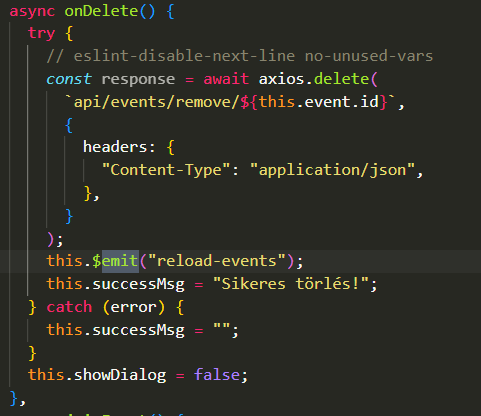 async onDelete() {
try {
// eslint-disable-next-line no-unused-vars
const response = await axios.delete(
`api/events/remove/${this.event.id}`,
{
headers: {
"Content-Type": "application/json",
},
}
);
this.$emit("reload-events");
this.successMsg = "Sikeres törlés!";
} catch (error) {
this.successMsg = "";
}
this.showDialog = false;
},